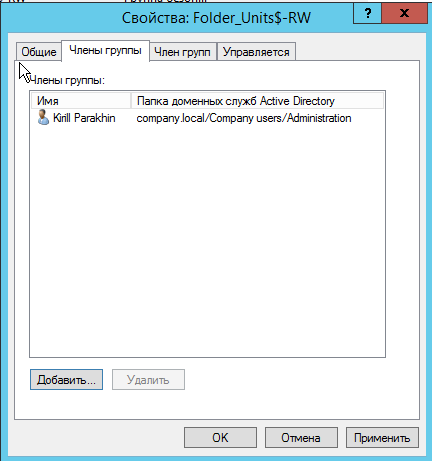 Свойства: Folder_Units$-RW
? x
Общие Члены группы Член групп Управляется
Члены группы:
Имя Папка доменных служб Active Directory
Kirill Parakhin company.local/Company users/Administration
Добавить... Удалить
OK Отмена Применить